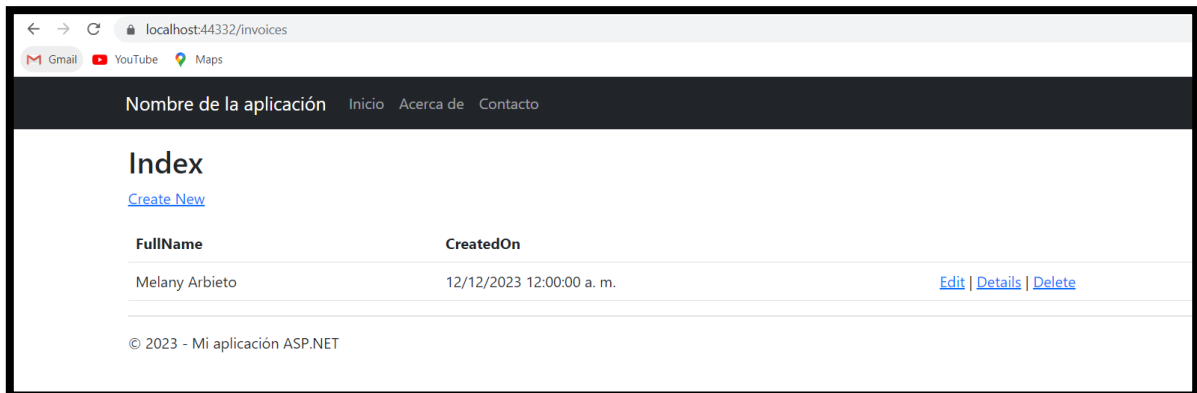 localhost:44332/invoices
Gmail YouTube Maps
Nombre de la aplicación Inicio Acerca de Contacto
Index
Create New
FullName CreatedOn
Melany Arbieto 12/12/2023 12:00:00 a. m. Edit | Details | Delete
© 2023 - Mi aplicación ASP.NET